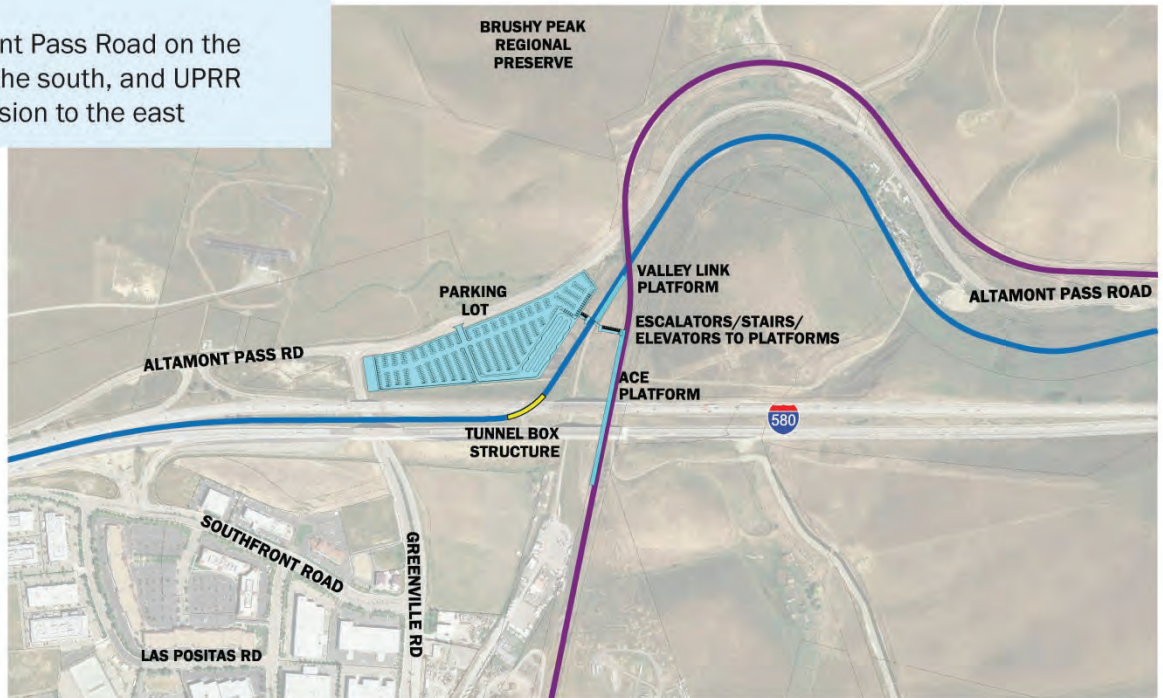 nt Pass Road on the
he south, and UPRR
sion to the east
BRUSHY PEAK
REGIONAL
PRESERVE
VALLEY LINK
PLATFORM
PARKING
LOT
ALTAMONT PASS ROAD
ESCALATORS/STAIRS/
ELEVATORS TO PLATFORMS
ALTAMONT PASS RD
ACE
PLATFORM
580
TUNNEL BOX
STRUCTURE
SOUTHFRONT ROAD
GREENVILLE RD
LAS POSITAS RD